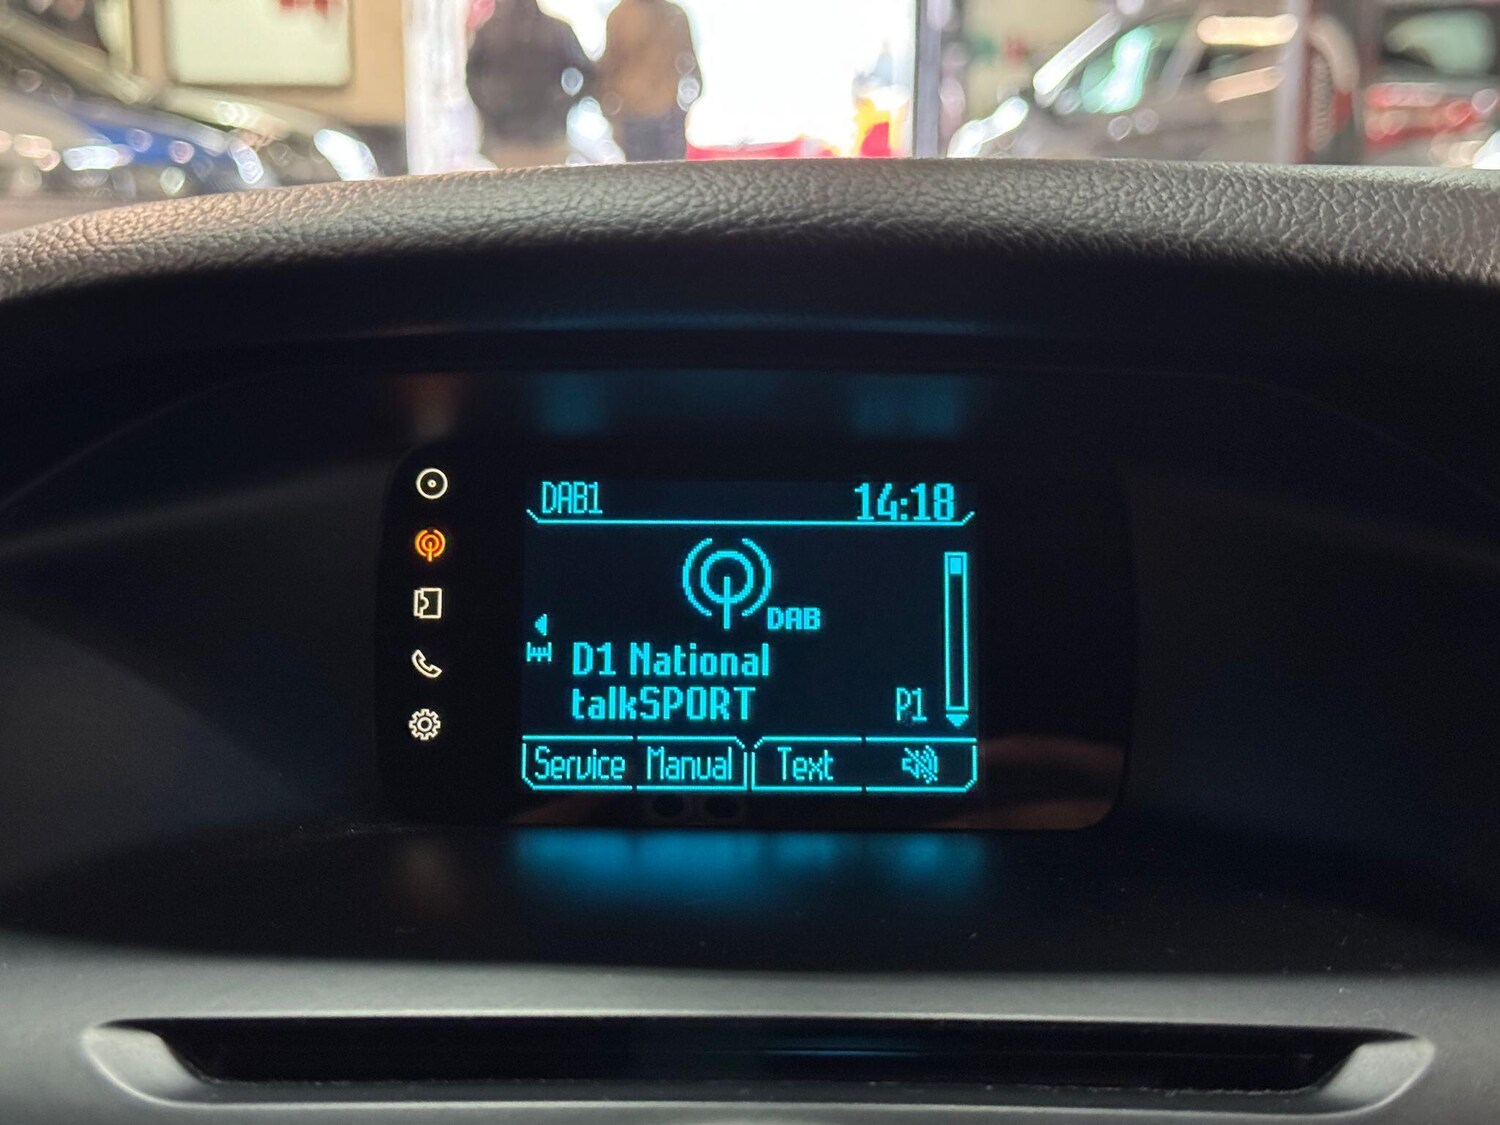 DAB1 14:18
DAB
D1 National
talkSPORT P1
Service Manual Text